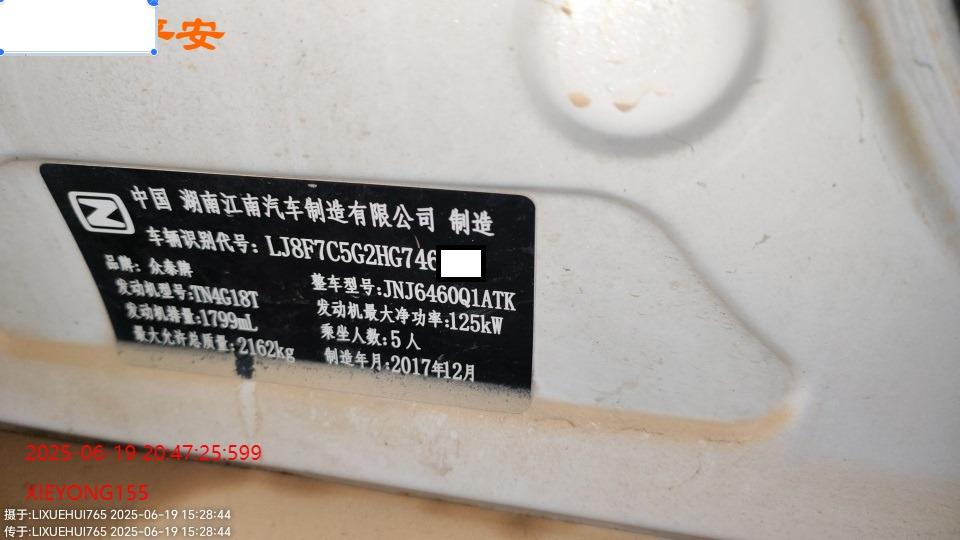 平安
中国 湖南江南汽车制造有限公司 制造
车辆识别代号：LJ8F7C5G2HG746
品牌：众泰牌
整车型号:JNJ6460Q1ATK
发动机型号:TN4G18T
发动机最大净功率:125kW
发动机排量:1799mL
乘坐人数:5人
最大允许总质量:2162kg
制造年月:2017年12月
2025-06-19 20:47:25:599
XIEYONG155
摄于:LIXUEHUI765 2025-06-19 15:28:44
传于:LIXUEHUI765 2025-06-19 15:28:44